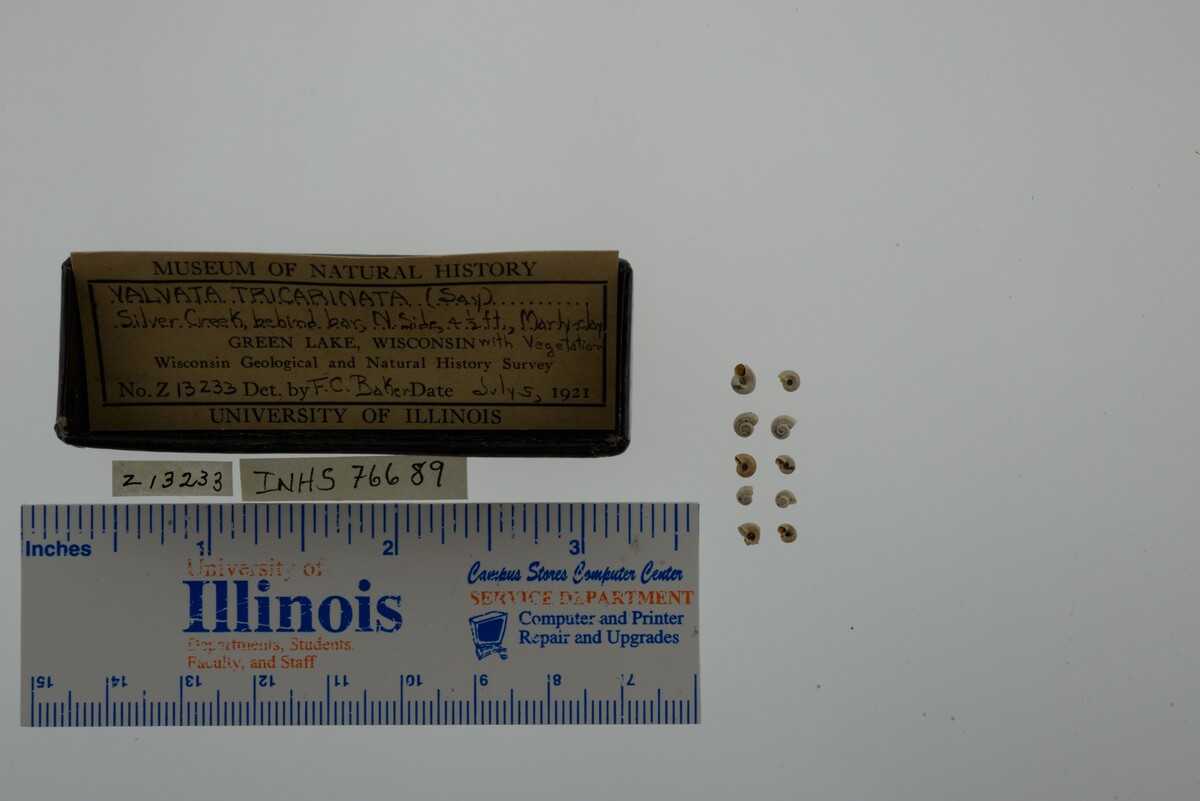 MUSEUM OF NATURAL HISTORY
VALVATA TRICARINATA (Say)
Silver Creek, behind bar, N. Side, 4½ ft., Marly-clay
GREEN LAKE, WISCONSIN with Vegetation
Wisconsin Geological and Natural History Survey
No. Z 13233 Det. by F.C. Baker Date July 5, 1921
UNIVERSITY OF ILLINOIS
Z 13233
INHS 76689
Inches 1 2 3
University of
Illinois
Departments, Students,
Faculty, and Staff
Campus Stores Computer Center
SERVICE DEPARTMENT
Computer and Printer
Repair and Upgrades
15 14 13 12 11 10 9 8 7